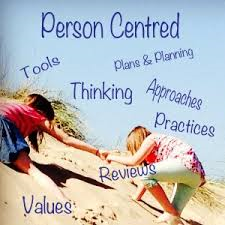 Person Centred
Tools
Plans & Planning
Thinking
Approaches
Practices
Reviews
Values